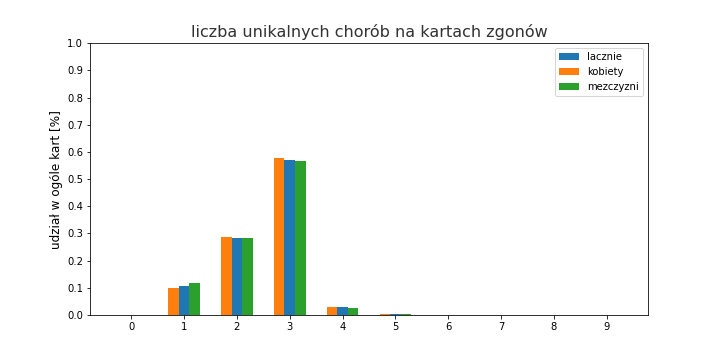 liczba unikalnych chorób na kartach zgonów
lacznie
kobiety
mezczyzni
udział w ogóle kart [%]
1.0
0.9
0.8
0.7
0.6
0.5
0.4
0.3
0.2
0.1
0.0
0 1 2 3 4 5 6 7 8 9